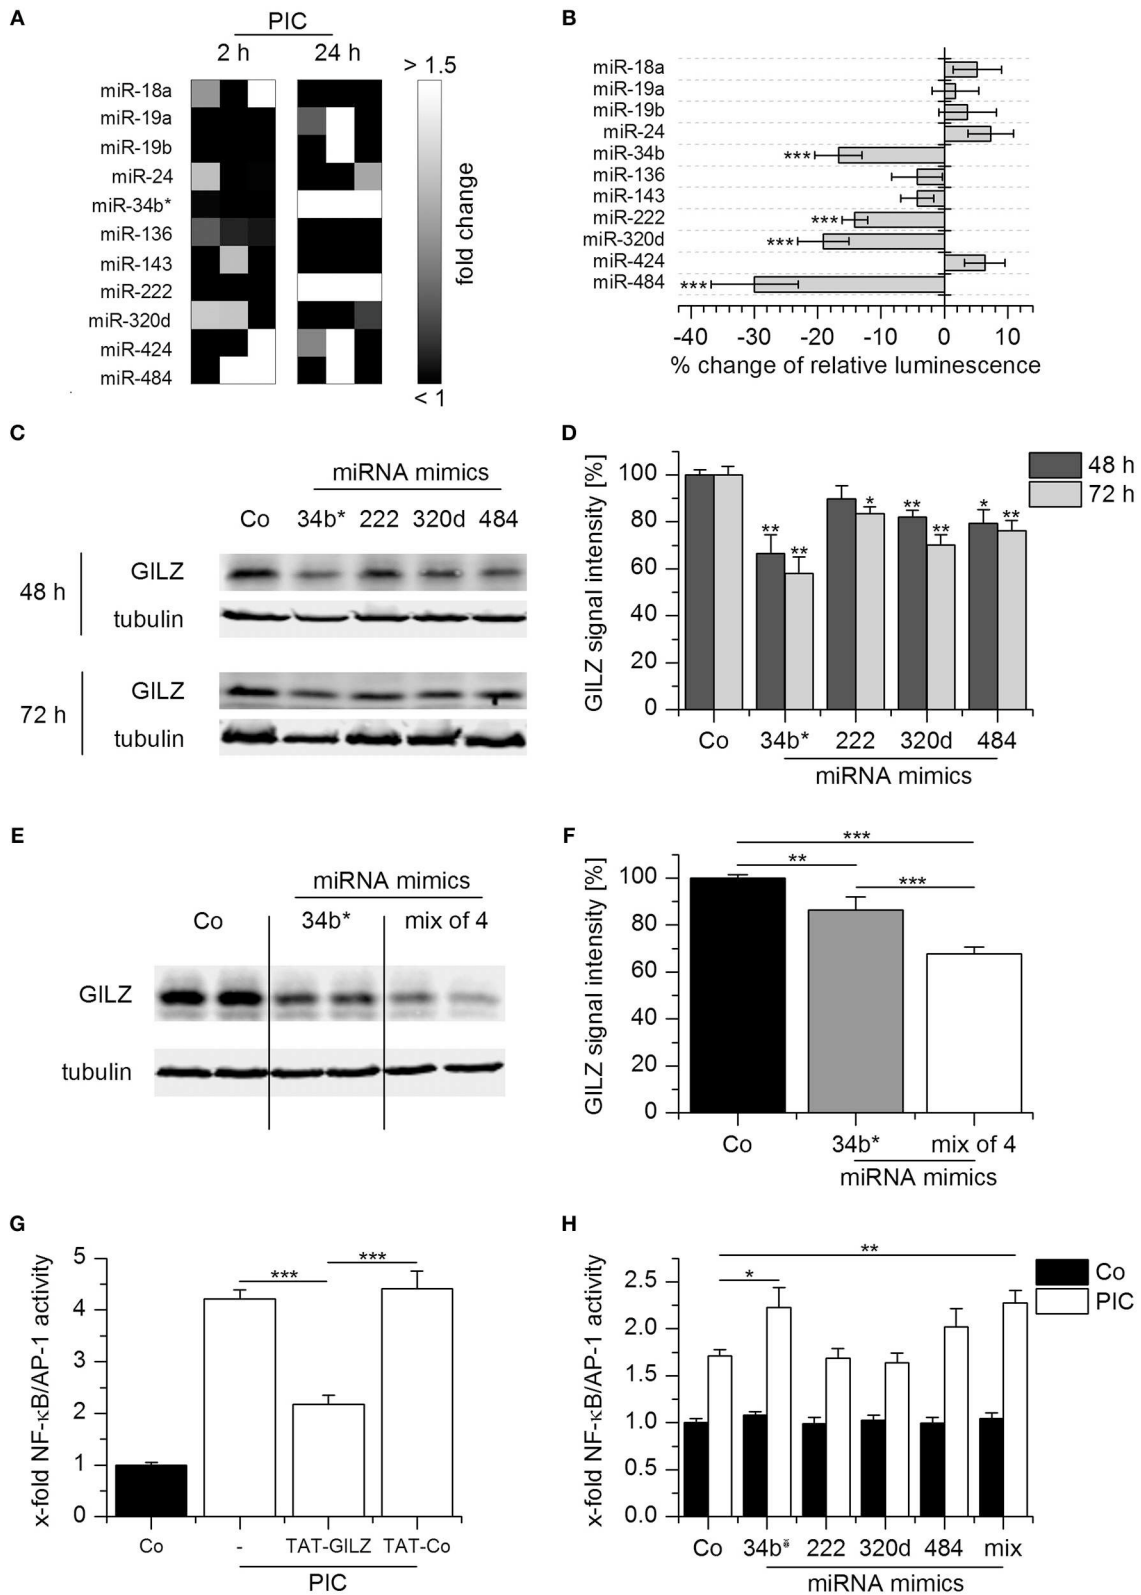 A
PIC
2 h
24 h
> 1.5
miR-18a
miR-19a
miR-19b
miR-24
miR-34b*
miR-136
miR-143
miR-222
miR-320d
miR-424
miR-484
fold change
< 1
B
miR-18a
miR-19a
miR-19b
miR-24
miR-34b
***
miR-136
miR-143
miR-222
***
miR-320d
***
miR-424
miR-484
***
-40 -30 -20 -10 0 10
% change of relative luminescence
C
miRNA mimics
Co 34b* 222 320d 484
48 h
GILZ
tubulin
72 h
GILZ
tubulin
D
GILZ signal intensity [%]
100
80
60
40
20
0
** ** * ** ** * **
48 h
72 h
Co 34b* 222 320d 484
miRNA mimics
E
miRNA mimics
Co 34b* mix of 4
GILZ
tubulin
F
GILZ signal intensity [%]
100
80
60
40
20
0
***
**
***
Co 34b* mix of 4
miRNA mimics
G
x-fold NF-κB/AP-1 activity
5
4
3
2
1
0
***
***
Co - TAT-GILZ TAT-Co
PIC
H
x-fold NF-κB/AP-1 activity
2.5
2.0
1.5
1.0
0.5
0.0
**
*
Co
PIC
Co 34b* 222 320d 484 mix
miRNA mimics